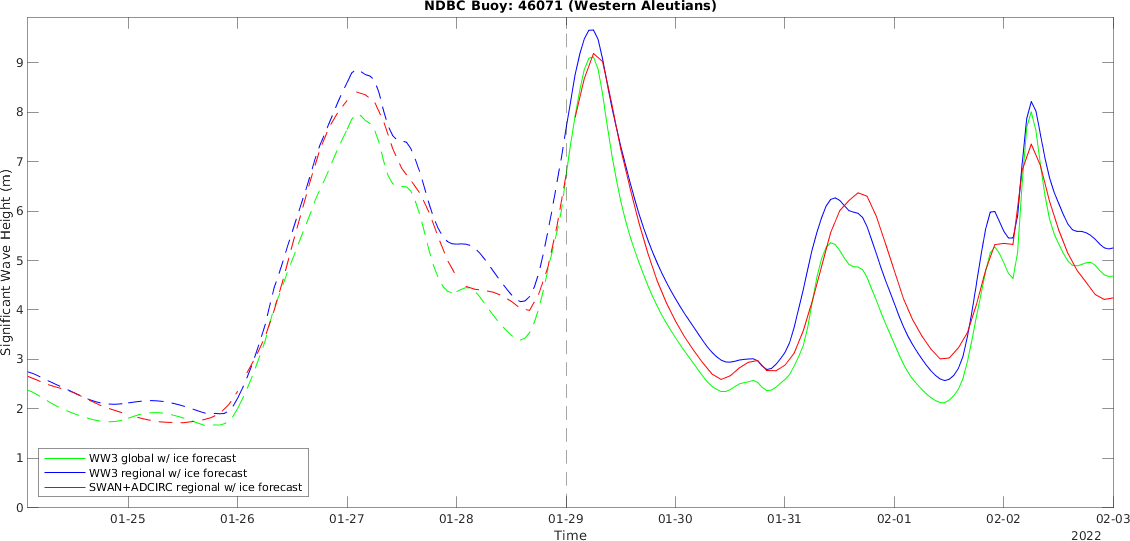 NDBC Buoy: 46071 (Western Aleutians)
Significant Wave Height (m)
9
8
7
6
5
4
3
2
1
0
WW3 global w/ ice forecast
WW3 regional w/ ice forecast
SWAN+ADCIRC regional w/ ice forecast
01-25 01-26 01-27 01-28 01-29 01-30 01-31 02-01 02-02 02-03
Time
2022